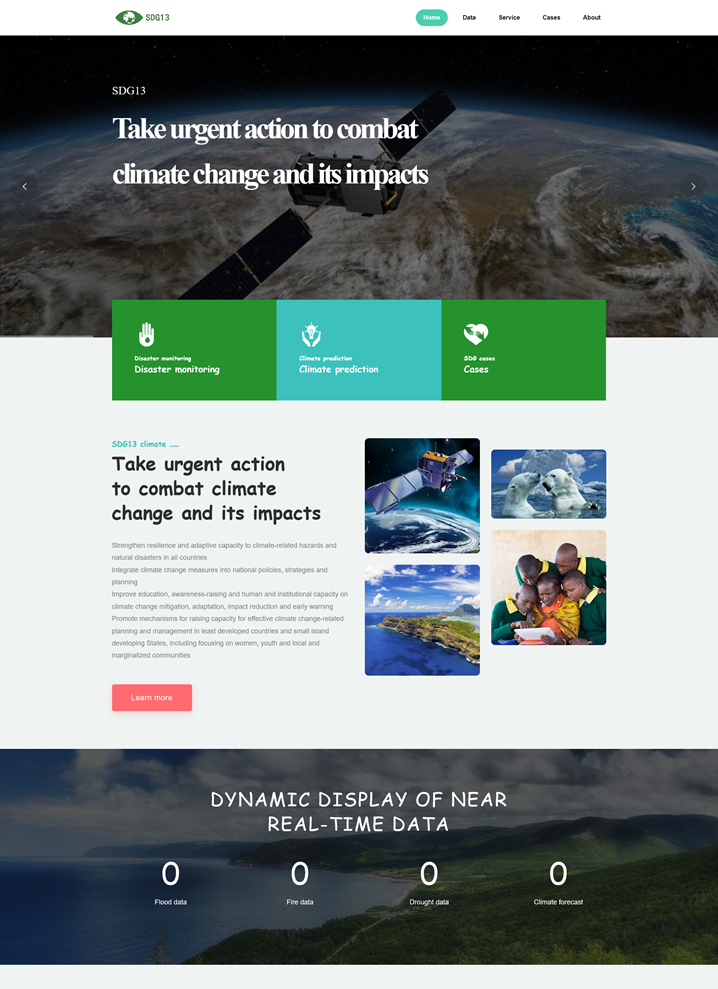 SDG13
Home Data Service Cases About
SDG13
Take urgent action to combat
climate change and its impacts
Disaster monitoring
Disaster monitoring
Climate prediction
Climate prediction
SDG cases
Cases
SDG13 climate
Take urgent action
to combat climate
change and its impacts
Strengthen resilience and adaptive capacity to climate-related hazards and
natural disasters in all countries
Integrate climate change measures into national policies, strategies and
planning
Improve education, awareness-raising and human and institutional capacity on
climate change mitigation, adaptation, impact reduction and early warning
Promote mechanisms for raising capacity for effective climate change-related
planning and management in least developed countries and small island
developing States, including focusing on women, youth and local and
marginalized communities
Learn more
DYNAMIC DISPLAY OF NEAR
REAL-TIME DATA
0 0 0 0
Flood data Fire data Drought data Climate forecast